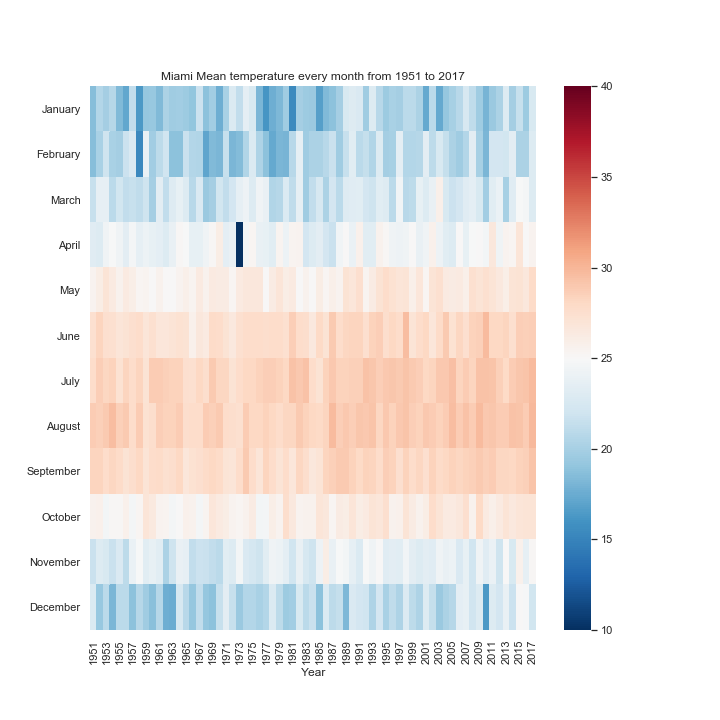 Miami Mean temperature every month from 1951 to 2017
January
February
March
April
May
June
July
August
September
October
November
December
1951
1953
1955
1957
1959
1961
1963
1965
1967
1969
1971
1973
1975
1977
1979
1981
1983
1985
1987
1989
1991
1993
1995
1997
1999
2001
2003
2005
2007
2009
2011
2013
2015
2017
Year
40
35
30
25
20
15
10